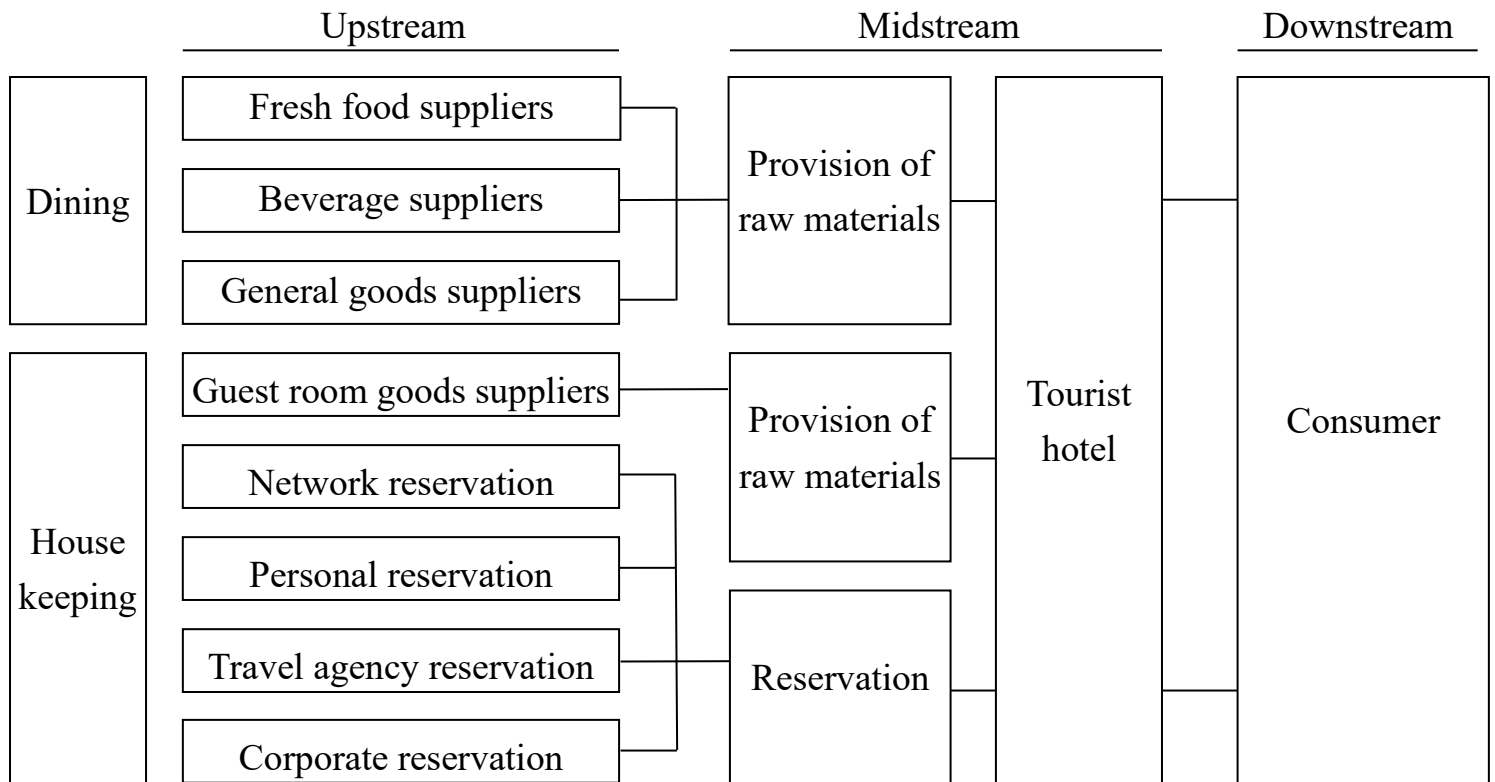 Upstream
Midstream
Downstream
Dining
Fresh food suppliers
Beverage suppliers
General goods suppliers
Provision of
raw materials
House
keeping
Guest room goods suppliers
Network reservation
Personal reservation
Travel agency reservation
Corporate reservation
Provision of
raw materials
Reservation
Tourist
hotel
Consumer